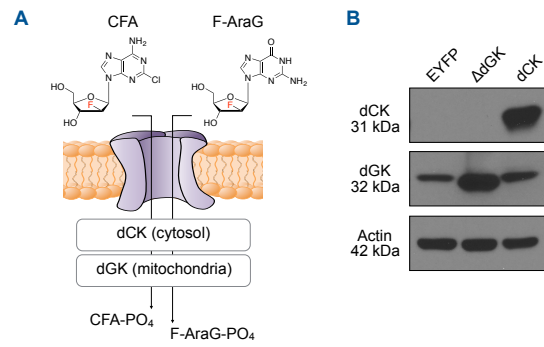 A
CFA
F-AraG
NH₂
N
N
N
N
Cl
HO
O
F
HO
O
N
NH
N
N
NH₂
HO
O
F
HO
dCK (cytosol)
dGK (mitochondria)
CFA-PO₄
F-AraG-PO₄
B
EYFP
ΔdGK
dCK
dCK
31 kDa
dGK
32 kDa
Actin
42 kDa